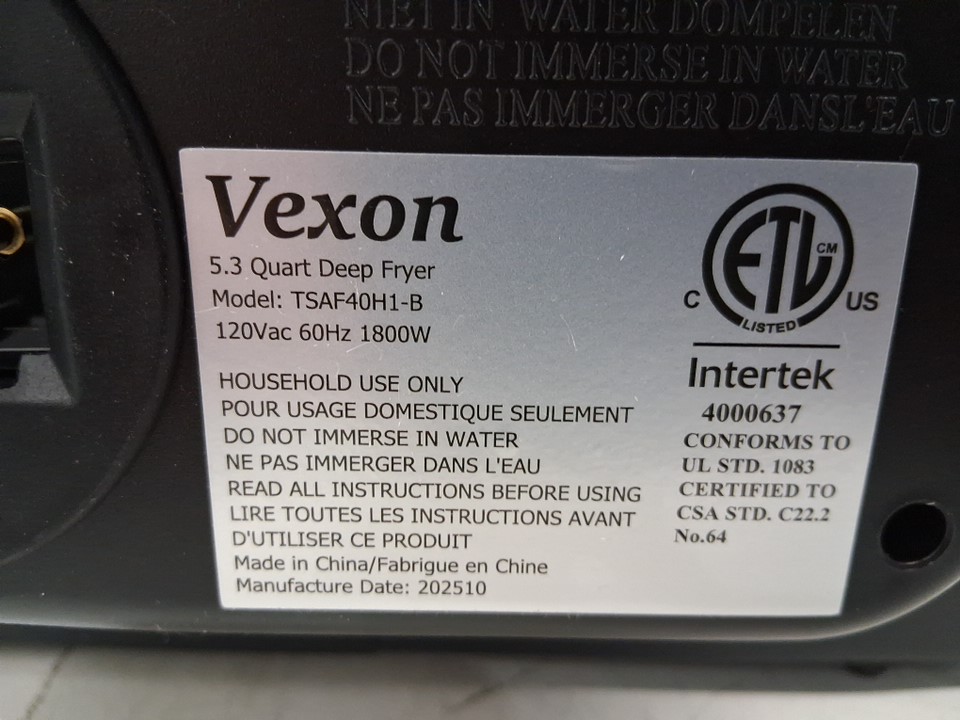 NIET IN WATER DOMPELEN
DO NOT IMMERSE IN WATER
NE PAS IMMERGER DANSL'EAU
Vexon
5.3 Quart Deep Fryer
Model: TSAF40H1-B
120Vac 60Hz 1800W
HOUSEHOLD USE ONLY
POUR USAGE DOMESTIQUE SEULEMENT
DO NOT IMMERSE IN WATER
NE PAS IMMERGER DANS L'EAU
READ ALL INSTRUCTIONS BEFORE USING
LIRE TOUTES LES INSTRUCTIONS AVANT
D'UTILISER CE PRODUIT
Made in China/Fabrigue en Chine
Manufacture Date: 202510
ETL CM
C US
LISTED
Intertek
4000637
CONFORMS TO
UL STD. 1083
CERTIFIED TO
CSA STD. C22.2
No.64